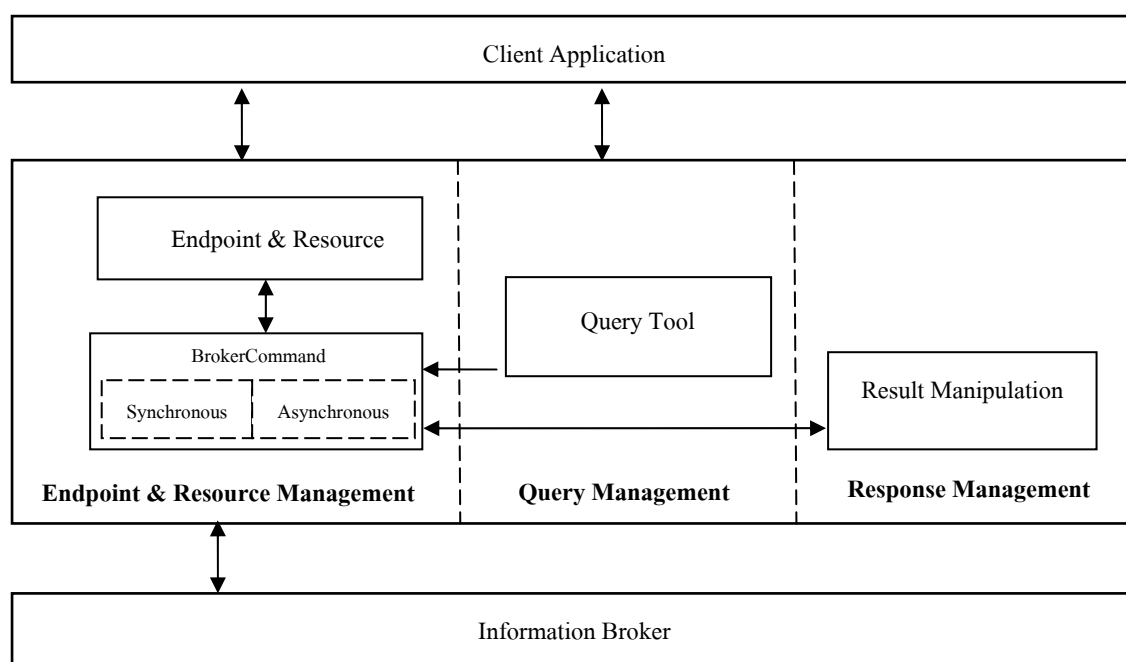 Client Application
Endpoint & Resource
Query Tool
BrokerCommand
Synchronous
Asynchronous
Result Manipulation
Endpoint & Resource Management
Query Management
Response Management
Information Broker